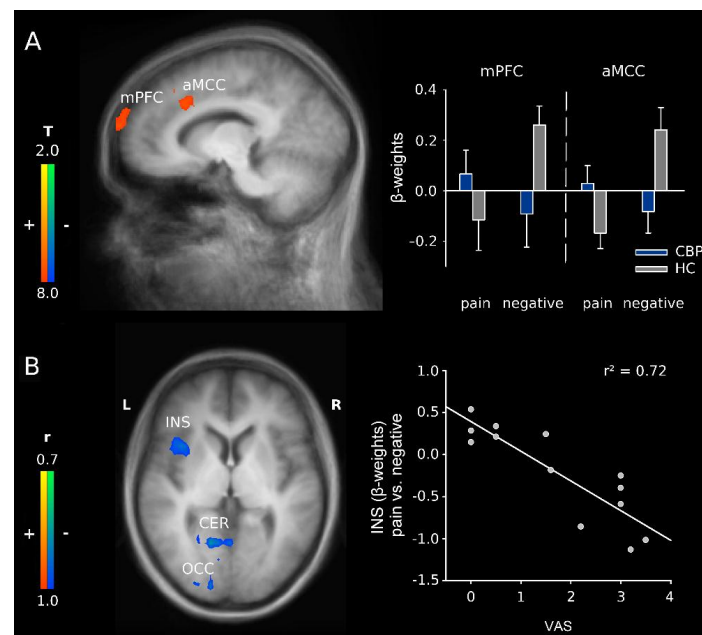 A
mPFC
aMCC
T
2.0
+ -
8.0
mPFC aMCC
β-weights
0.4
0.2
0.0
-0.2
CBP
HC
pain negative pain negative
B
L R
r
0.7
+ -
1.0
INS
CER
OCC
r² = 0.72
INS (β-weights)
pain vs. negative
1.0
0.5
0.0
-0.5
-1.0
-1.5
0 1 2 3 4
VAS